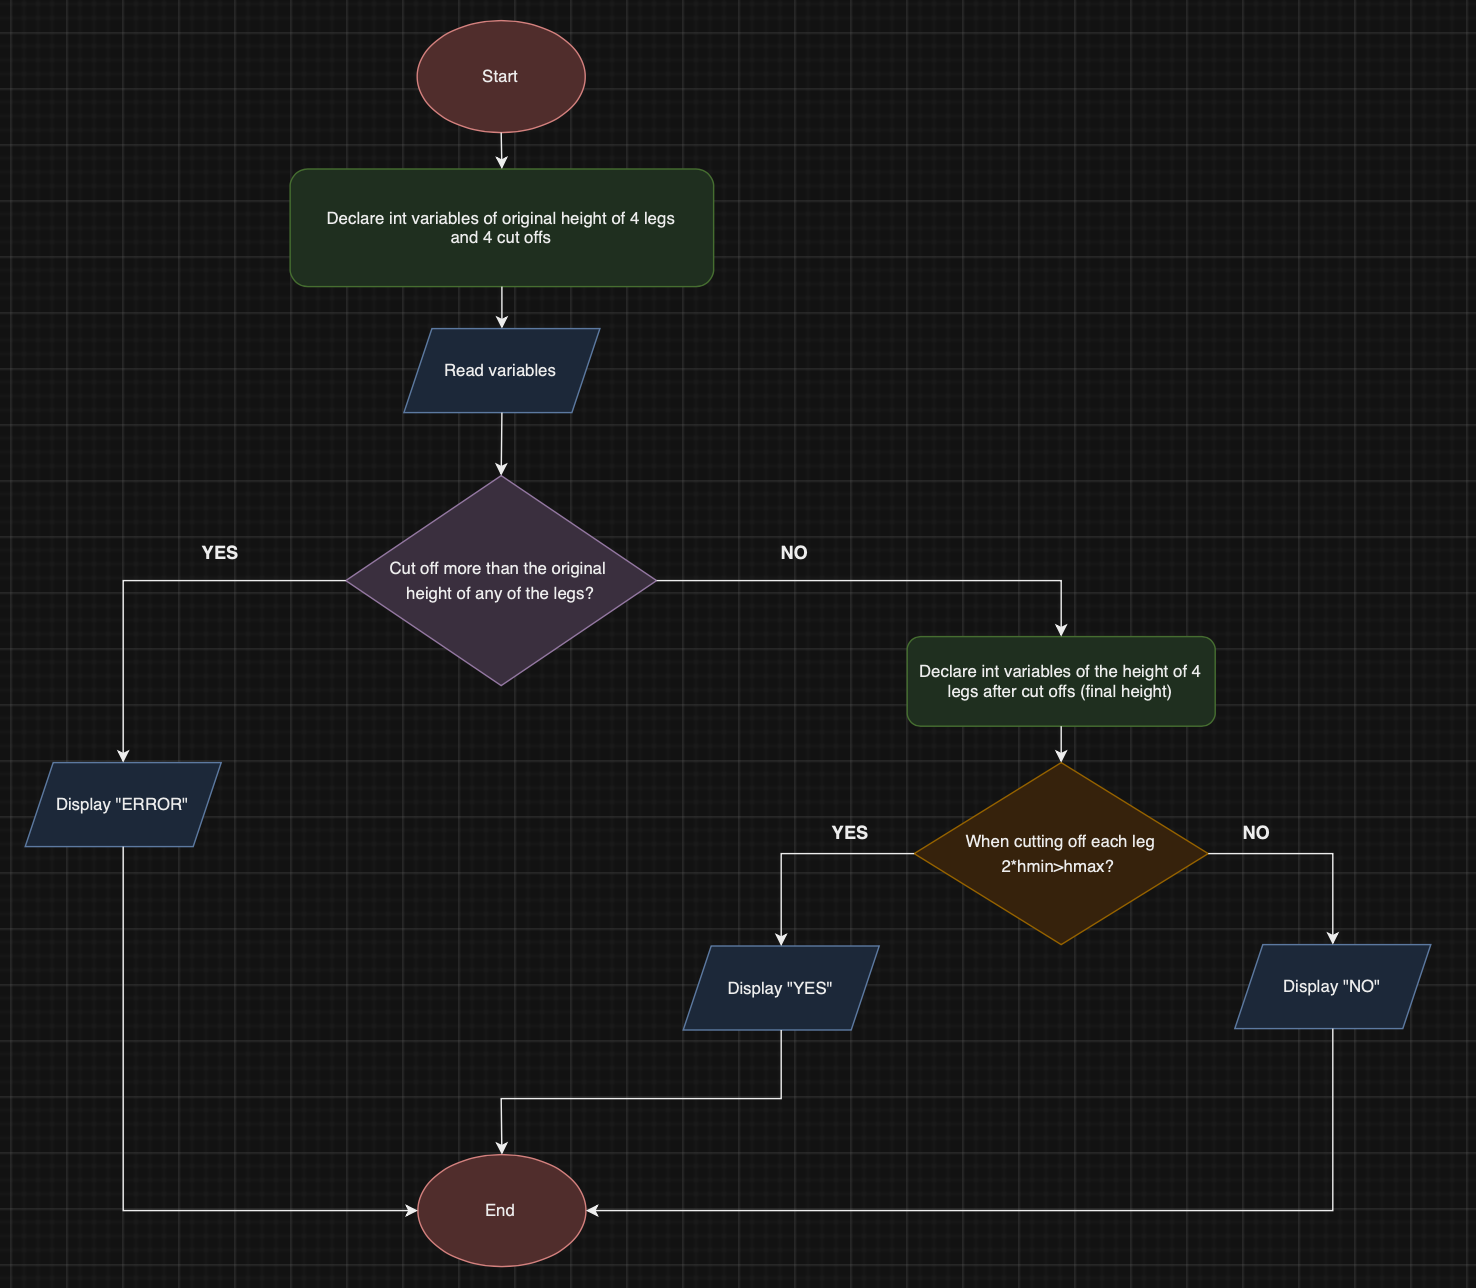 Start
Declare int variables of original height of 4 legs
and 4 cut offs
Read variables
Cut off more than the original
height of any of the legs?
YES
NO
Declare int variables of the height of 4
legs after cut offs (final height)
Display "ERROR"
When cutting off each leg
2*hmin>hmax?
YES
NO
Display "YES"
Display "NO"
End